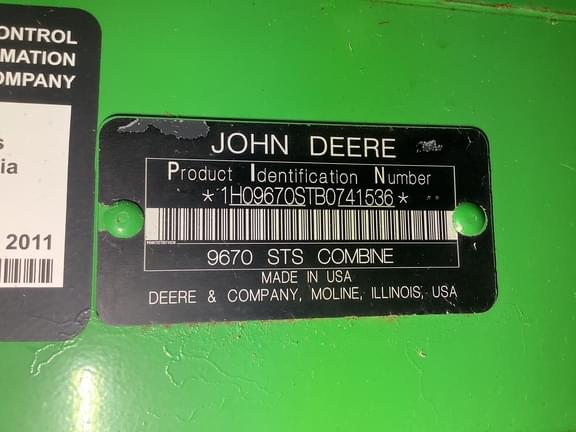 ONTROL
MATION
OMPANY
s
ia
2011
JOHN DEERE
Product Identification Number
*1H09670STB0741536*
9670 STS COMBINE
MADE IN USA
DEERE & COMPANY, MOLINE, ILLINOIS, USA